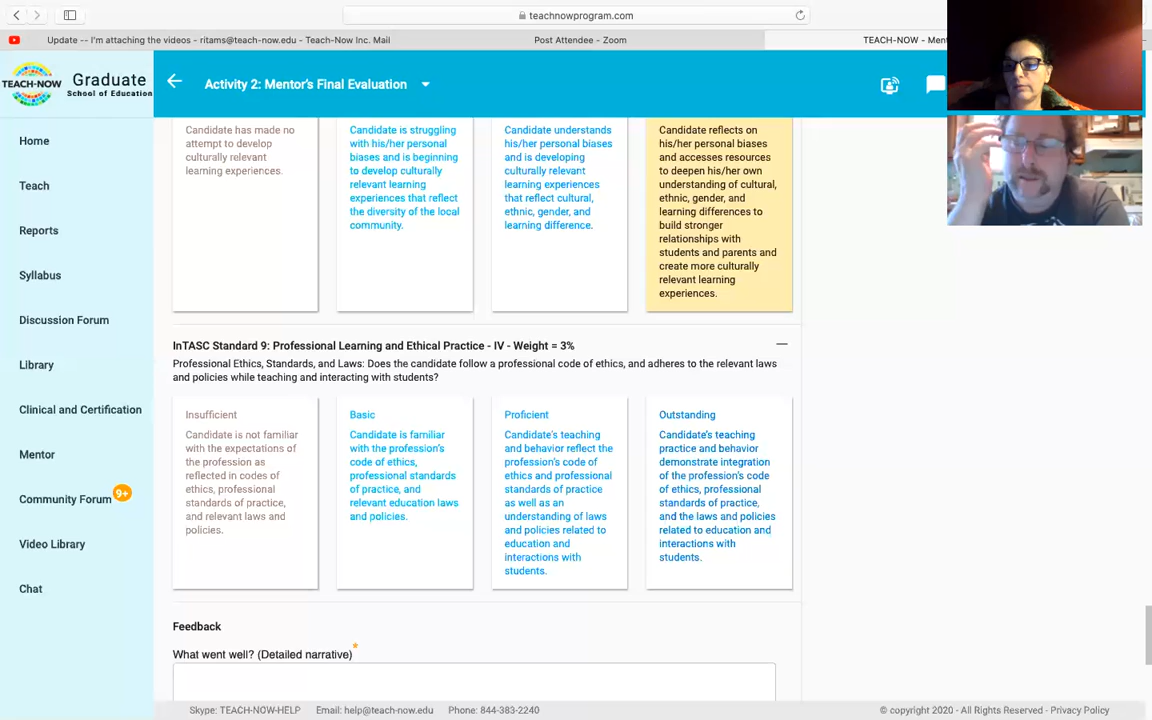 teachnowprogram.com
Update -- I'm attaching the videos - ritams@teach-now.edu - Teach-Now Inc. Mail
Post Attendee - Zoom
TEACH-NOW - Men
TEACH-NOW
Graduate
School of Education
Activity 2: Mentor's Final Evaluation
Home
Teach
Reports
Syllabus
Discussion Forum
Library
Clinical and Certification
Mentor
Community Forum
9+
Video Library
Chat
Candidate has made no
attempt to develop
culturally relevant
learning experiences.
Candidate is struggling
with his/her personal
biases and is beginning
to develop culturally
relevant learning
experiences that reflect
the diversity of the local
community.
Candidate understands
his/her personal biases
and is developing
culturally relevant
learning experiences
that reflect cultural,
ethnic, gender, and
learning difference.
Candidate reflects on
his/her personal biases
and accesses resources
to deepen his/her own
understanding of cultural,
ethnic, gender, and
learning differences to
build stronger
relationships with
students and parents and
create more culturally
relevant learning
experiences.
InTASC Standard 9: Professional Learning and Ethical Practice - IV - Weight = 3%
Professional Ethics, Standards, and Laws: Does the candidate follow a professional code of ethics, and adheres to the relevant laws
and policies while teaching and interacting with students?
Insufficient
Candidate is not familiar
with the expectations of
the profession as
reflected in codes of
ethics, professional
standards of practice,
and relevant laws and
policies.
Basic
Candidate is familiar
with the profession's
code of ethics,
professional standards
of practice, and
relevant education laws
and policies.
Proficient
Candidate's teaching
and behavior reflect the
profession's code of
ethics and professional
standards of practice
as well as an
understanding of laws
and policies related to
education and
interactions with
students.
Outstanding
Candidate's teaching
practice and behavior
demonstrate integration
of the profession's code
of ethics, professional
standards of practice,
and the laws and policies
related to education and
interactions with
students.
Feedback
What went well? (Detailed narrative)*
Skype: TEACH-NOW-HELP Email: help@teach-now.edu Phone: 844-383-2240
© copyright 2020 - All Rights Reserved - Privacy Policy